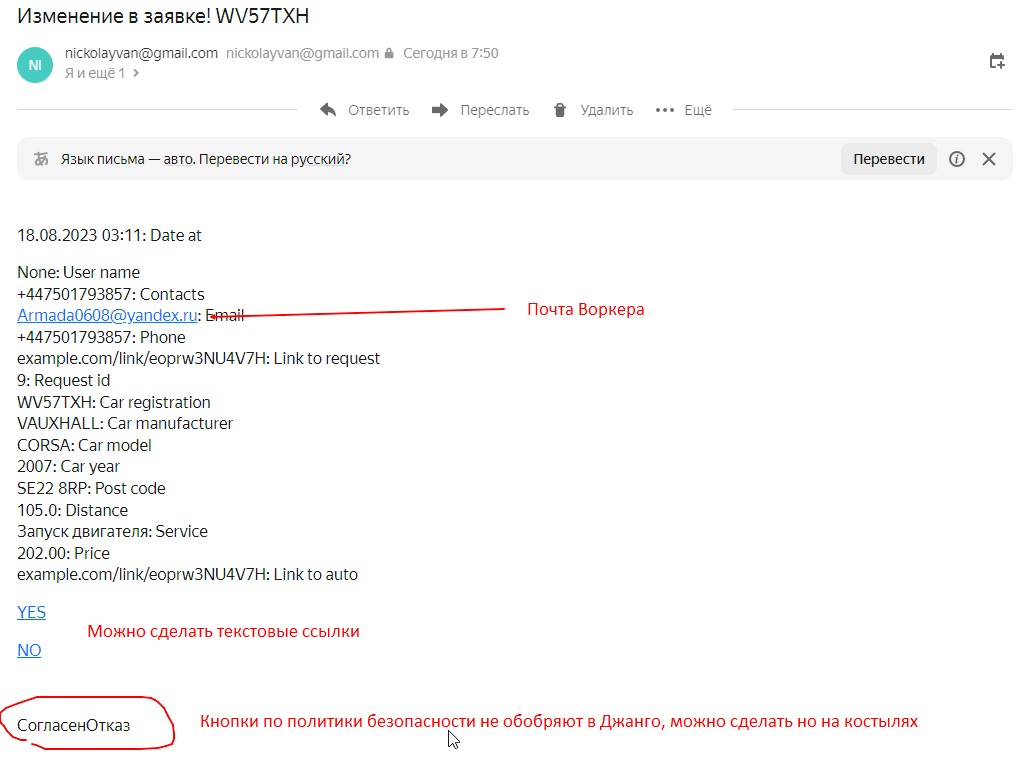 Изменение в заявке! WV57TXH
nickolayvan@gmail.com nickolayvan@gmail.com Сегодня в 7:50
NI
Я и ещё 1
Ответить Переслать Удалить Ещё
Язык письма — авто. Перевести на русский? Перевести
18.08.2023 03:11: Date at
None: User name
+447501793857: Contacts
Armada0608@yandex.ru: Email Почта Воркера
+447501793857: Phone
example.com/link/eoprw3NU4V7H: Link to request
9: Request id
WV57TXH: Car registration
VAUXHALL: Car manufacturer
CORSA: Car model
2007: Car year
SE22 8RP: Post code
105.0: Distance
Запуск двигателя: Service
202.00: Price
example.com/link/eoprw3NU4V7H: Link to auto
YES
Можно сделать текстовые ссылки
NO
СогласенОтказ Кнопки по политики безопасности не обобряют в Джанго, можно сделать но на костылях